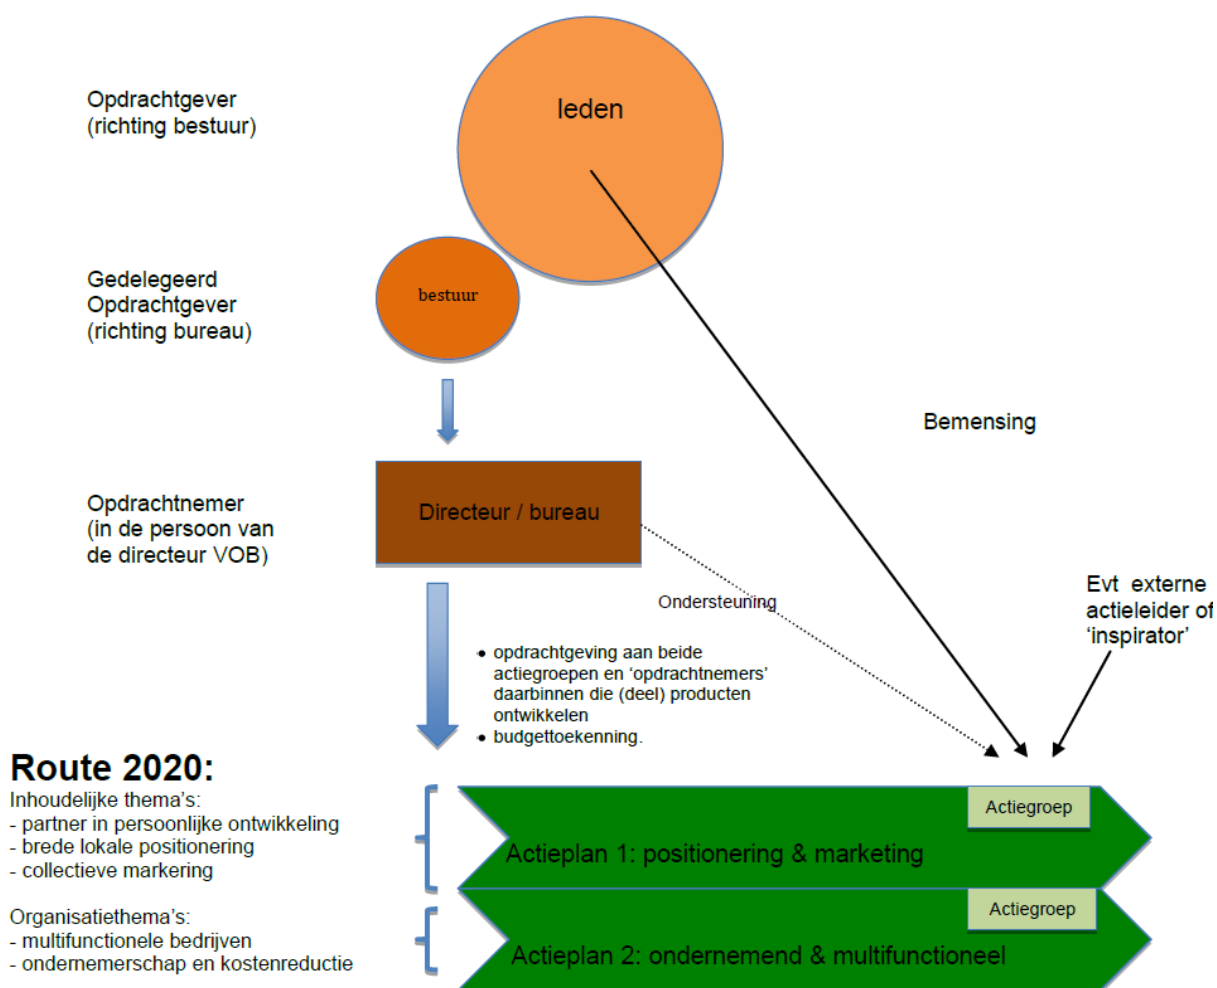 leden
Opdrachtgever
(richting bestuur)
Gedelegeerd
Opdrachtgever
(richting bureau)
bestuur
Bemensing
Opdrachtnemer
(in de persoon van
de directeur VOB)
Directeur / bureau
Ondersteuning
Evt externe
actieleider of
‘inspirator’
• opdrachtgeving aan beide
actiegroepen en ‘opdrachtnemers’
daarbinnen die (deel) producten
ontwikkelen
• budgettoekenning.
Route 2020:
Inhoudelijke thema’s:
- partner in persoonlijke ontwikkeling
- brede lokale positionering
- collectieve markering
Actiegroep
Actieplan 1: positionering & marketing
Organisatiethema’s:
- multifunctionele bedrijven
- ondernemerschap en kostenreductie
Actiegroep
Actieplan 2: ondernemend & multifunctioneel